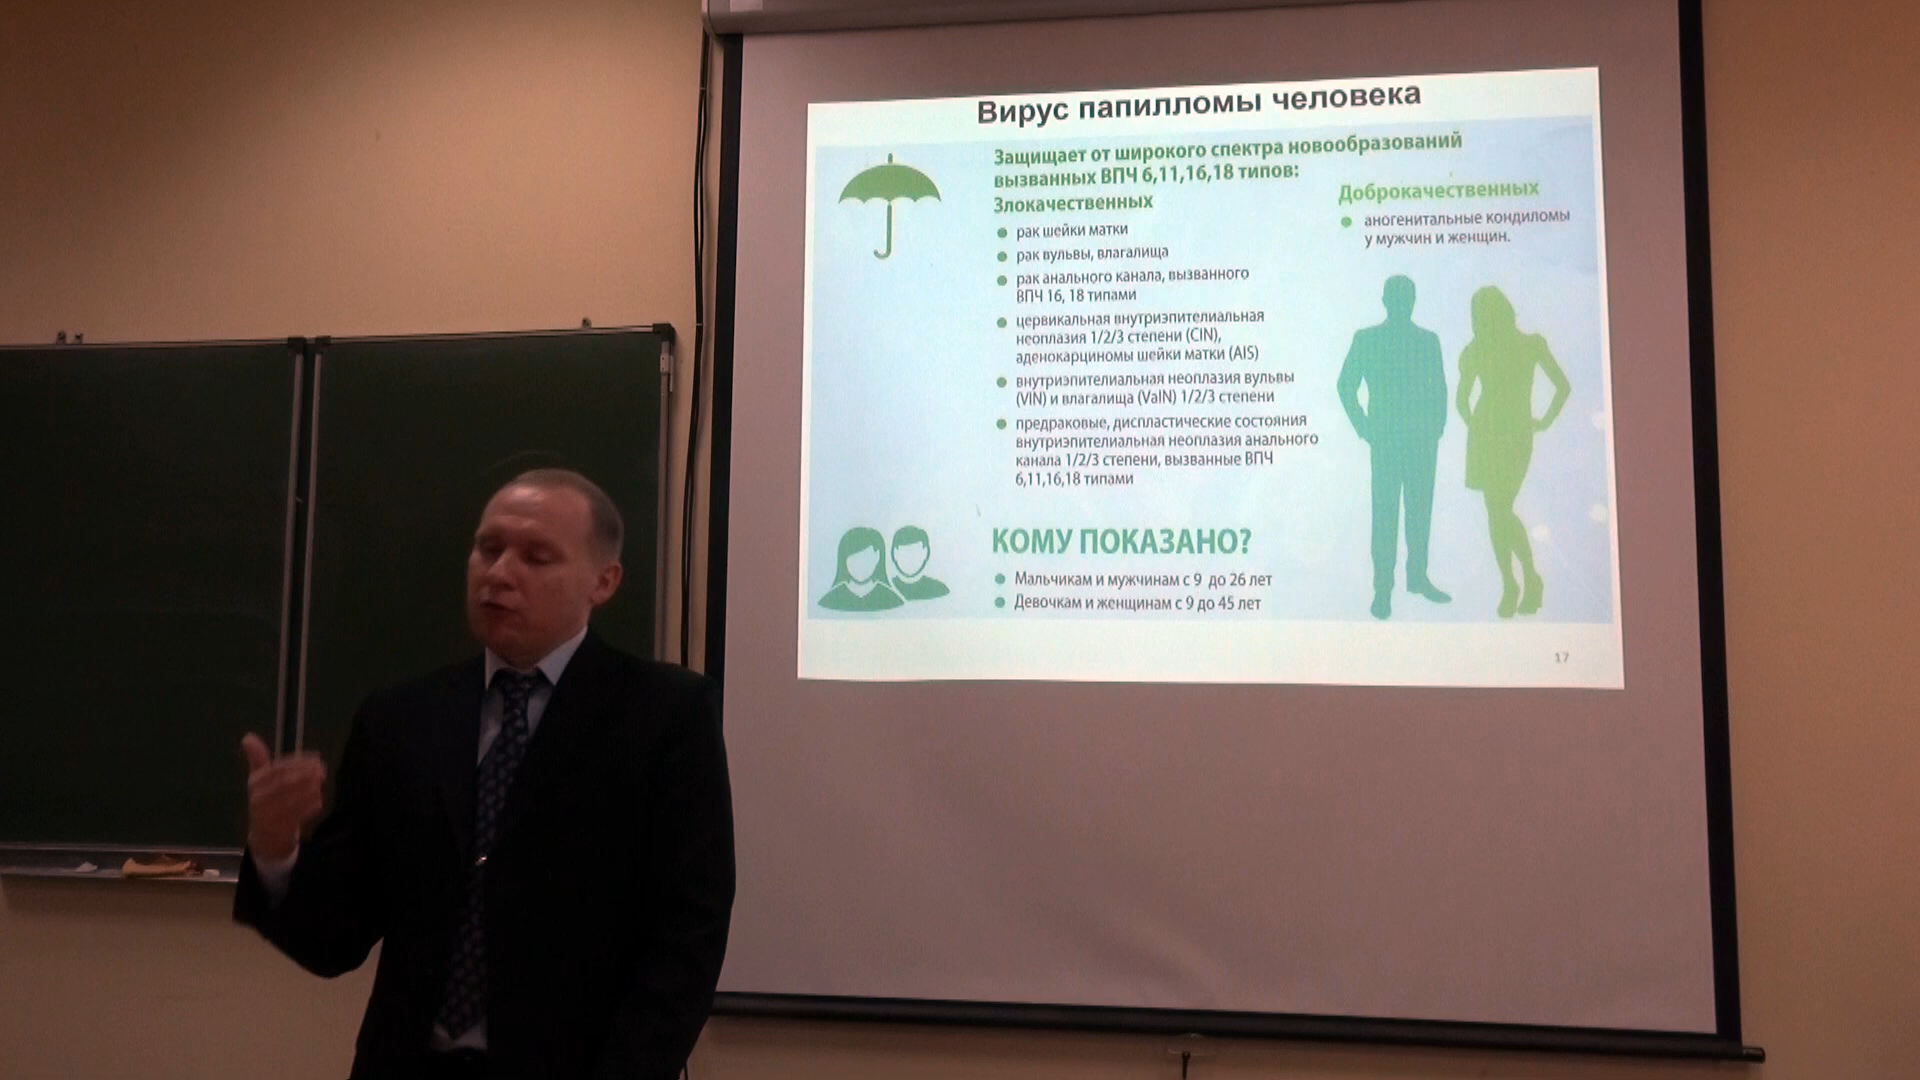 Вирус папилломы человека
Защищает от широкого спектра новообразований
вызванных ВПЧ 6,11,16,18 типов:
Злокачественных
рак шейки матки
рак вульвы, влагалища
рак анального канала, вызванного
ВПЧ 16, 18 типами
цервикальная внутриэпителиальная
неоплазия 1/2/3 степени (CIN),
аденокарциномы шейки матки (AIS)
внутриэпителиальная неоплазия вульвы
(VIN) и влагалища (VaIN) 1/2/3 степени
предраковые, диспластические состояния
внутриэпителиальная неоплазия анального
канала 1/2/3 степени, вызванные ВПЧ
6,11,16,18 типами
Доброкачественных
аногенитальные кондиломы
у мужчин и женщин.
КОМУ ПОКАЗАНО?
Мальчикам и мужчинам с 9 до 26 лет
Девочкам и женщинам с 9 до 45 лет
17